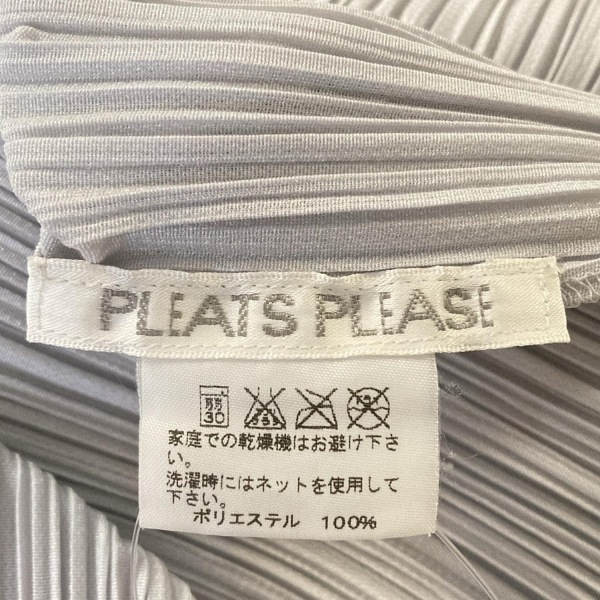 PLEATS PLEASE
弱
30
家庭での乾燥機はお避け下さ
い。
洗濯時にはネットを使用して
下さい。
ポリエステル 100%